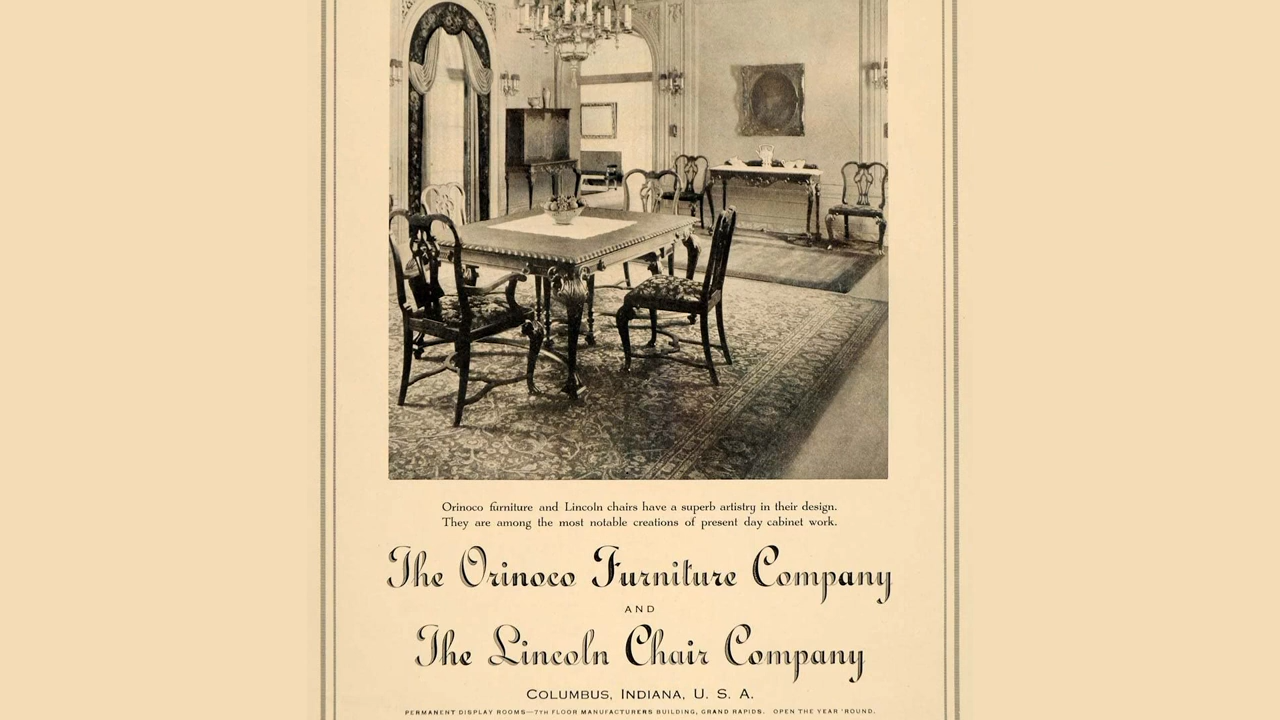 Orinoco furniture and Lincoln chairs have a superb artistry in their design.
They are among the most notable creations of present day cabinet work.
The Orinoco Furniture Company
AND
The Lincoln Chair Company
COLUMBUS, INDIANA, U. S. A.
PERMANENT DISPLAY ROOMS—7TH FLOOR MANUFACTURERS BUILDING, GRAND RAPIDS. OPEN THE YEAR 'ROUND.